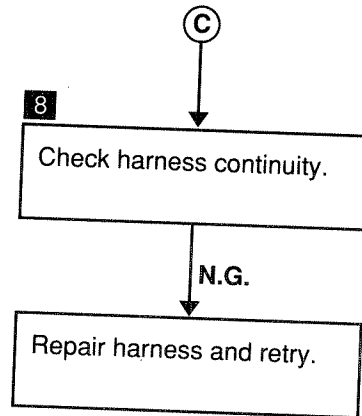 C
8
Check harness continuity.
N.G.
Repair harness and retry.